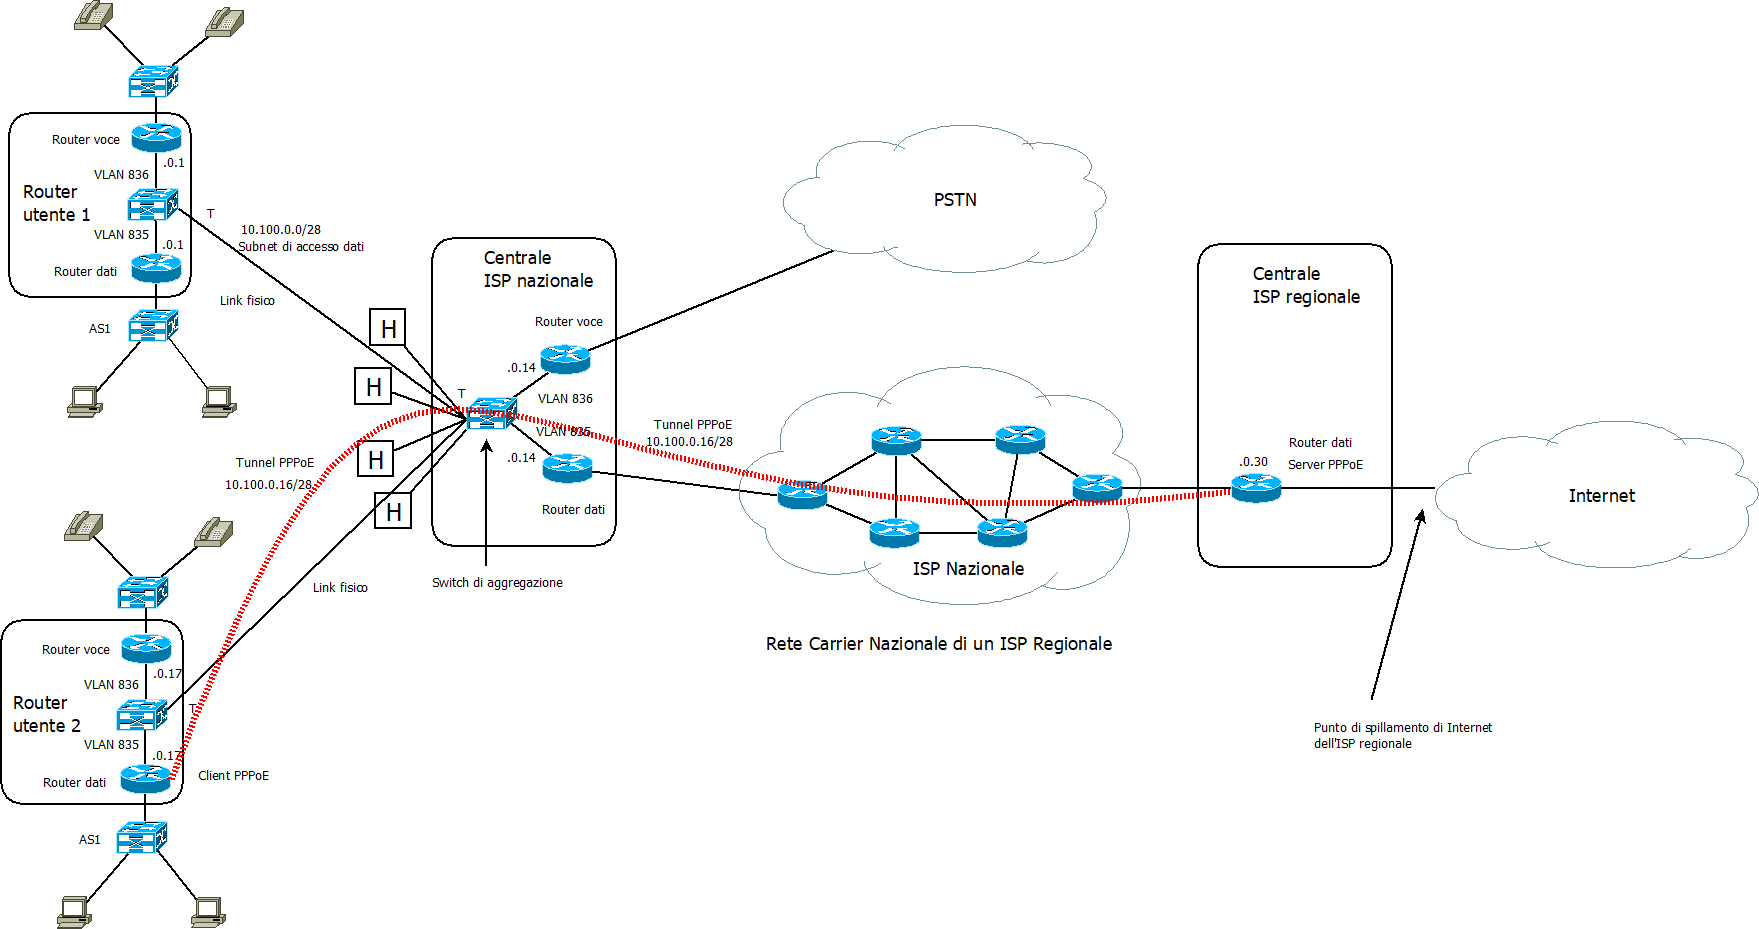 Router voce
.0.1
VLAN 836
Router
utente 1
T
10.100.0.0/28
Subnet di accesso dati
VLAN 835
.0.1
Router dati
Link fisico
AS1
H
H
H
H
Centrale
ISP nazionale
Router voce
.0.14
T
VLAN 836
VLAN 835
.0.14
Router dati
Switch di aggregazione
PSTN
Tunnel PPPoE
10.100.0.16/28
Tunnel PPPoE
10.100.0.16/28
Link fisico
ISP Nazionale
Rete Carrier Nazionale di un ISP Regionale
Centrale
ISP regionale
Router dati
Server PPPoE
.0.30
Internet
Punto di spillamento di Internet
dell'ISP regionale
Router voce
.0.17
VLAN 836
Router
utente 2
T
VLAN 835
.0.17
Router dati
Client PPPoE
AS1